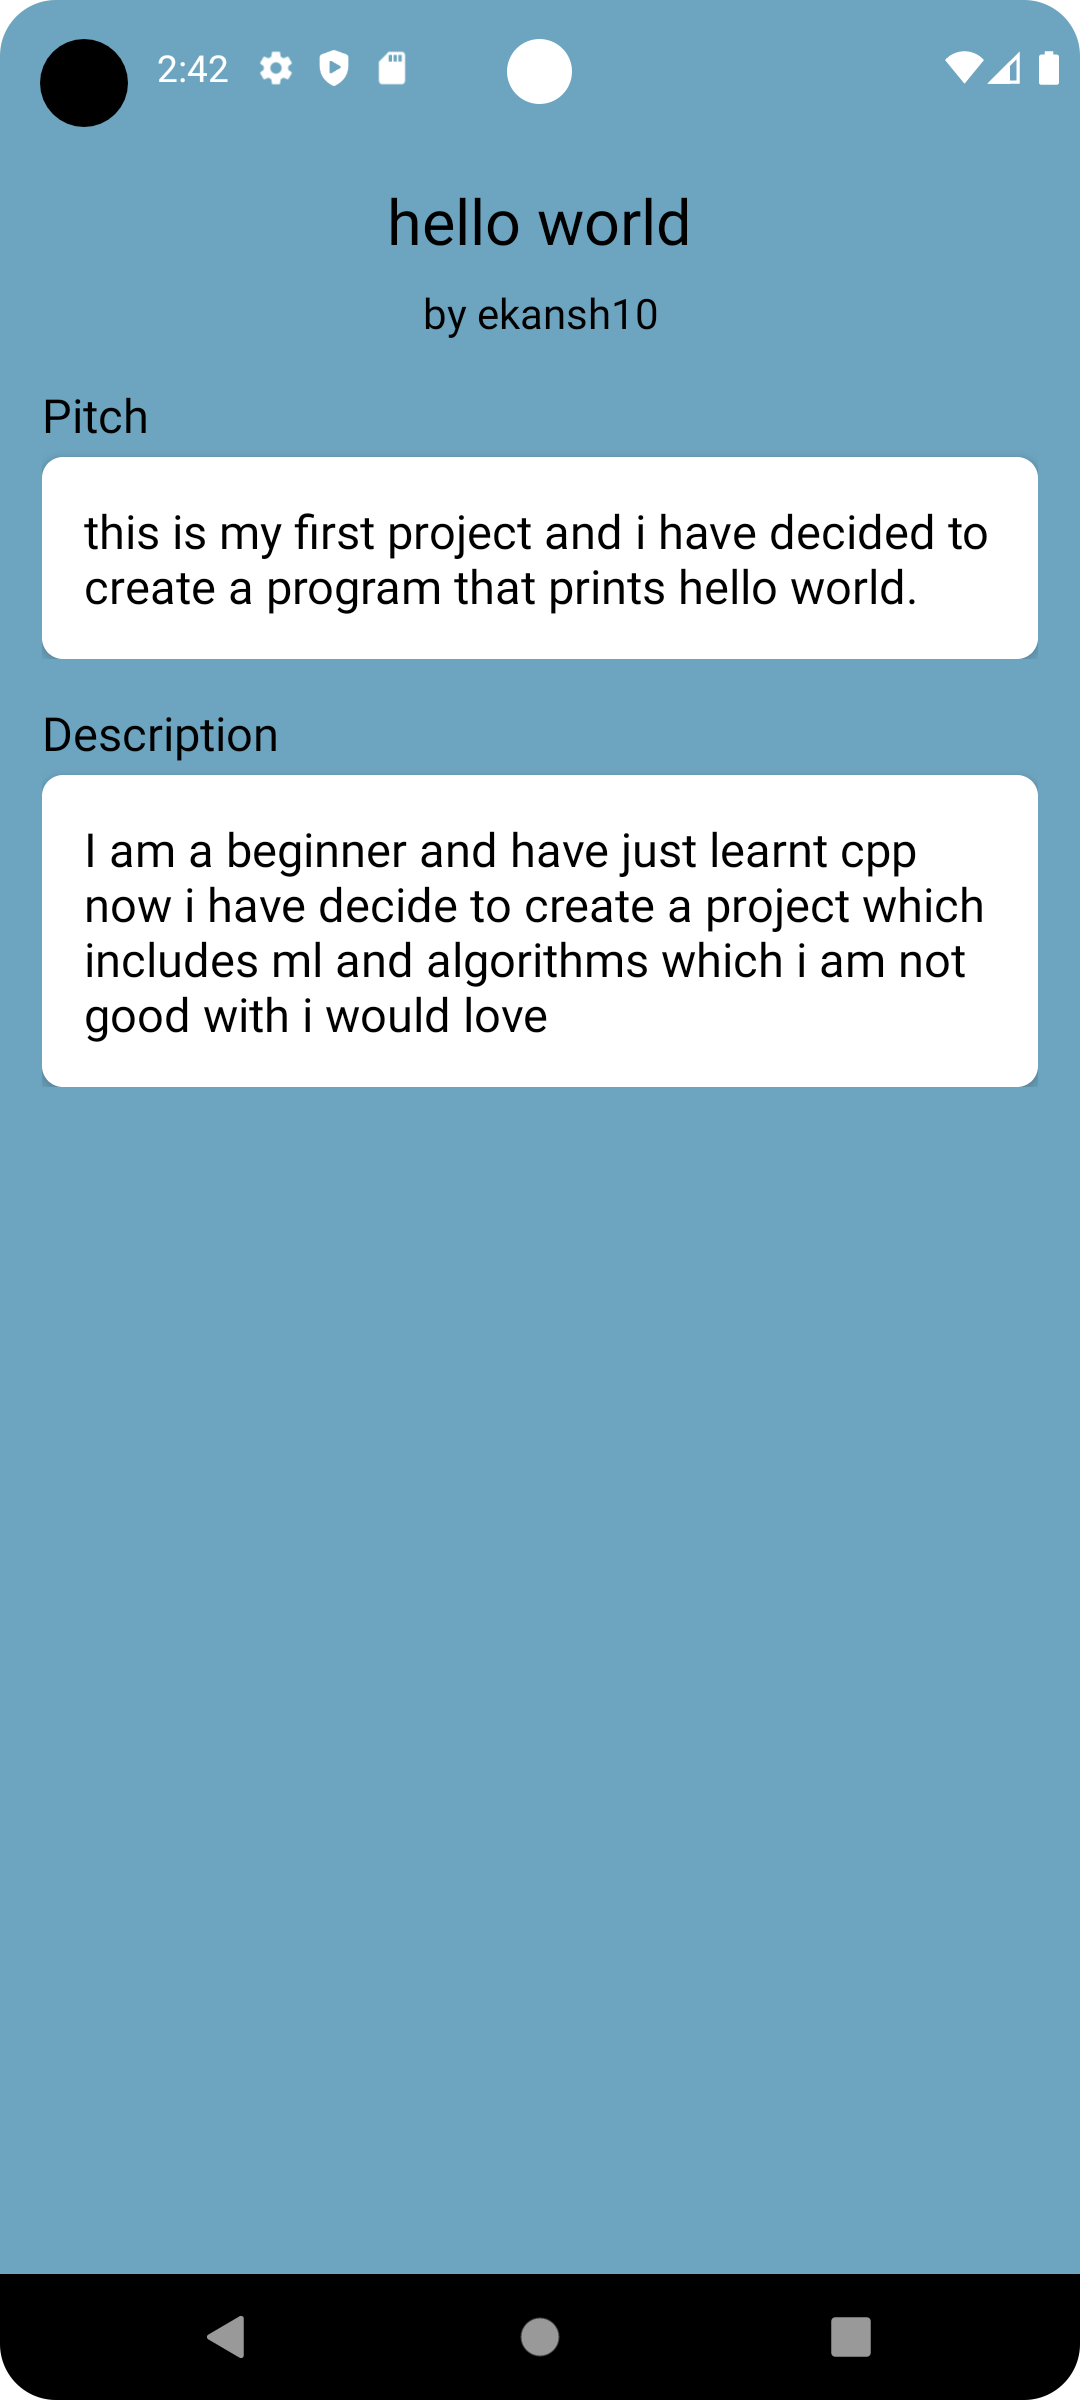 2:42
hello world
by ekansh10
Pitch
this is my first project and i have decided to
create a program that prints hello world.
Description
I am a beginner and have just learnt cpp
now i have decide to create a project which
includes ml and algorithms which i am not
good with i would love